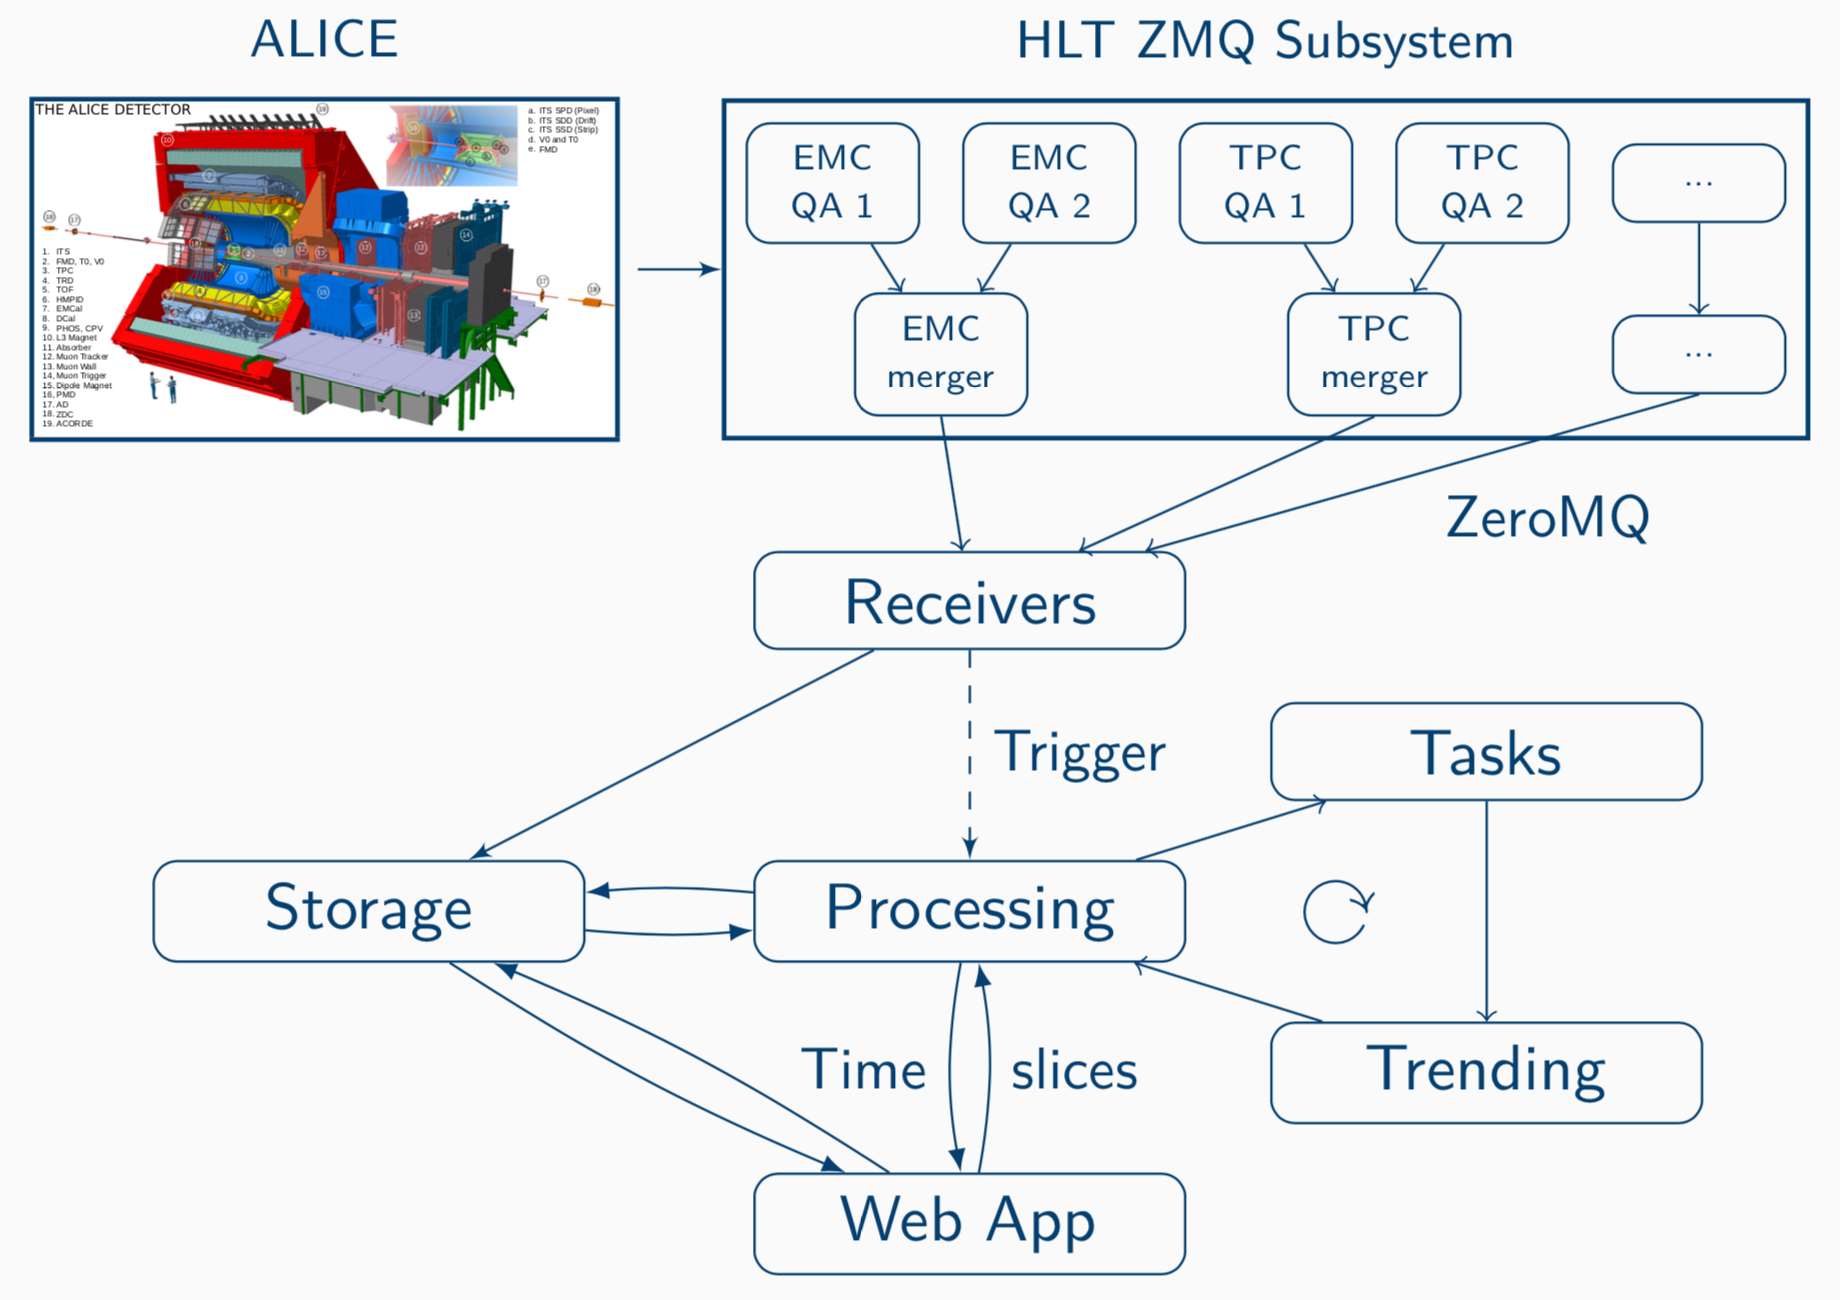 ALICE
HLT ZMQ Subsystem
THE ALICE DETECTOR
a. ITS SPD (Pixel)
b. ITS SDD (Drift)
c. ITS SSD (Strip)
d. V0 and T0
e. FMD
1. ITS
2. FMD, T0, V0
3. TPC
4. TRD
5. TOF
6. HMPID
7. EMCal
8. DCal
9. PHOS, CPV
10. L3 Magnet
11. Absorber
12. Muon Tracker
13. Muon Wall
14. Muon Trigger
15. Dipole Magnet
16. PMD
17. AD
18. ZDC
19. ACORDE
EMC
QA 1
EMC
QA 2
TPC
QA 1
TPC
QA 2
...
EMC
merger
TPC
merger
...
ZeroMQ
Receivers
Trigger
Tasks
Storage
Processing
Time slices
Trending
Web App